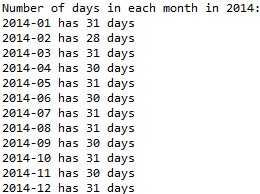 Number of days in each month in 2014:
2014-01 has 31 days
2014-02 has 28 days
2014-03 has 31 days
2014-04 has 30 days
2014-05 has 31 days
2014-06 has 30 days
2014-07 has 31 days
2014-08 has 31 days
2014-09 has 30 days
2014-10 has 31 days
2014-11 has 30 days
2014-12 has 31 days